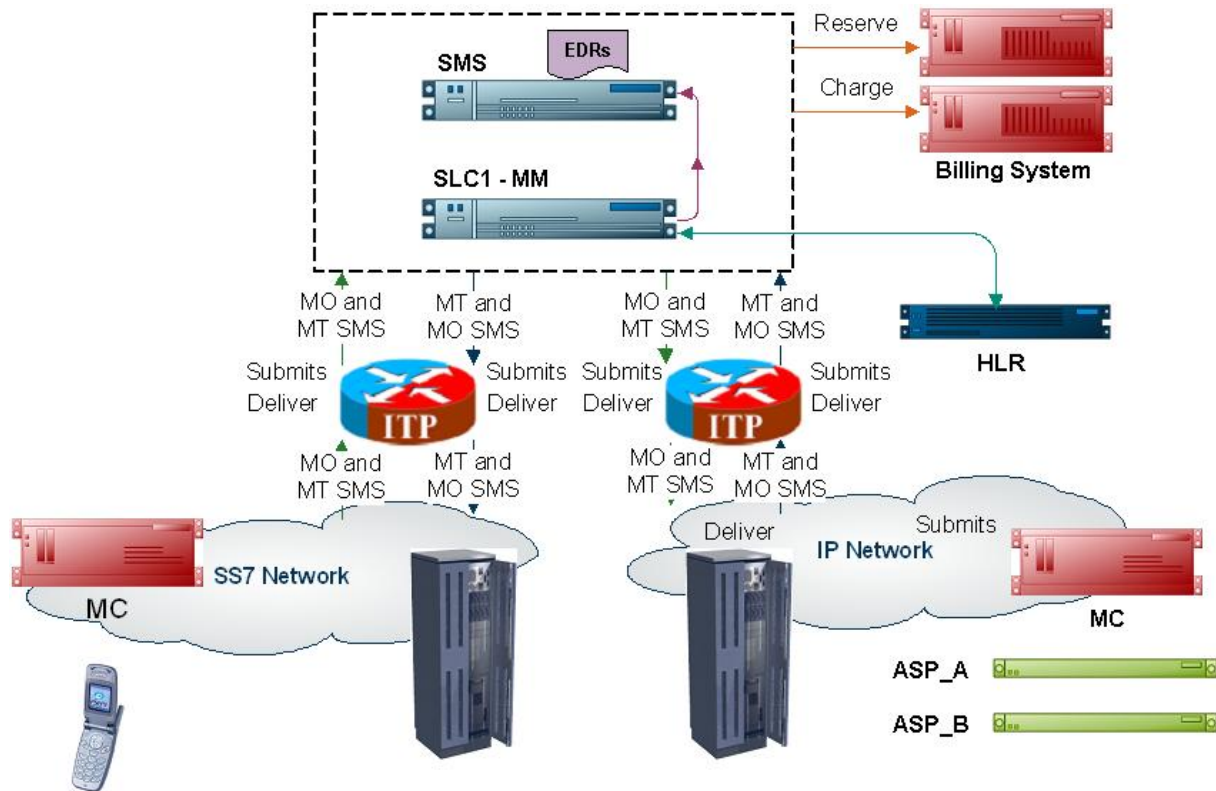 Reserve
EDRs
SMS
Charge
SLC1 - MM
Billing System
MO and
MT SMS
MT and
MO SMS
MO and
MT SMS
MT and
MO SMS
HLR
Submits
Deliver
ITP
Submits
Deliver
Submits
Deliver
ITP
Submits
Deliver
MO and
MT SMS
MT and
MO SMS
MO and
MT SMS
MT and
MO SMS
Deliver
Submits
IP Network
SS7 Network
MC
MC
ASP_A
ASP_B